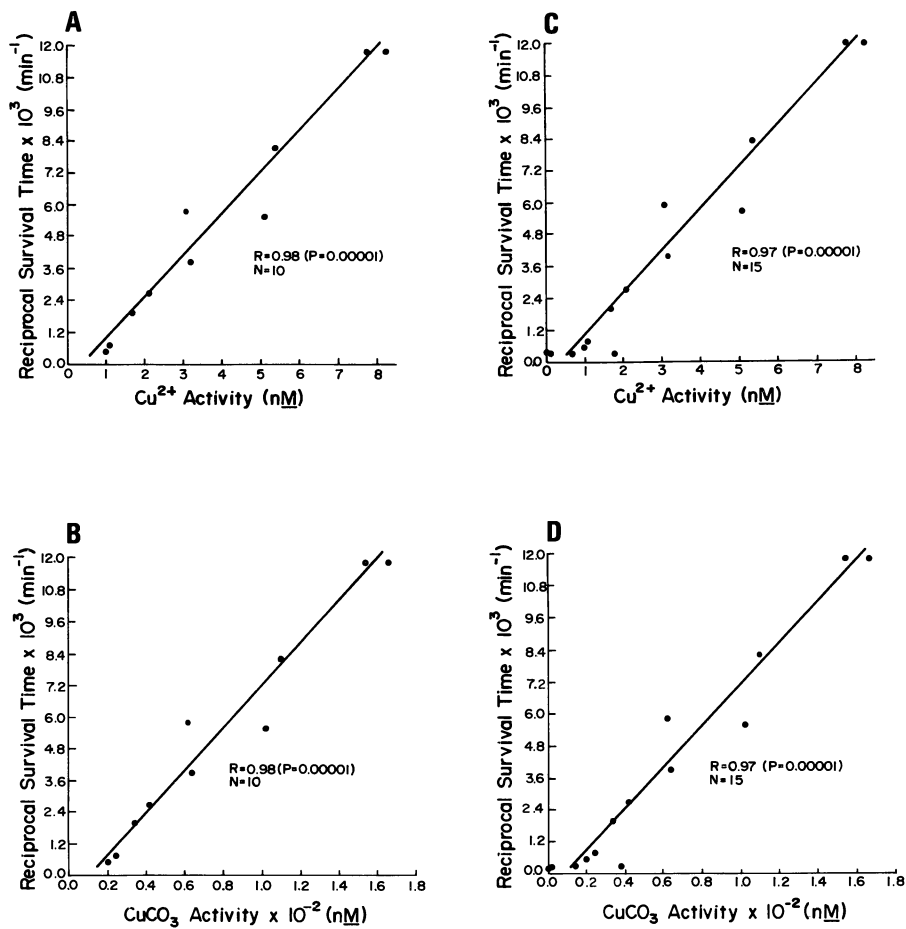 A
Reciprocal Survival Time x 10³ (min⁻¹)
12.0
10.8
9.6
8.4
7.2
6.0
4.8
3.6
2.4
1.2
0.0
R=0.98 (P=0.00001)
N=10
0 1 2 3 4 5 6 7 8
Cu²⁺ Activity (nM)
C
Reciprocal Survival Time x 10³ (min⁻¹)
12.0
10.8
9.6
8.4
7.2
6.0
4.8
3.6
2.4
1.2
0.0
R=0.97 (P=0.00001)
N=15
0 1 2 3 4 5 6 7 8
Cu²⁺ Activity (nM)
B
Reciprocal Survival Time x 10³ (min⁻¹)
12.0
10.8
9.6
8.4
7.2
6.0
4.8
3.6
2.4
1.2
0.0
R=0.98(P=0.00001)
N=10
0.0 0.2 0.4 0.6 0.8 1.0 1.2 1.4 1.6 1.8
CuCO₃ Activity x 10⁻² (nM)
D
Reciprocal Survival Time x 10³ (min⁻¹)
12.0
10.8
9.6
8.4
7.2
6.0
4.8
3.6
2.4
1.2
0.0
R=0.97 (P=0.00001)
N=15
0.0 0.2 0.4 0.6 0.8 1.0 1.2 1.4 1.6 1.8
CuCO₃ Activity x 10⁻² (nM)